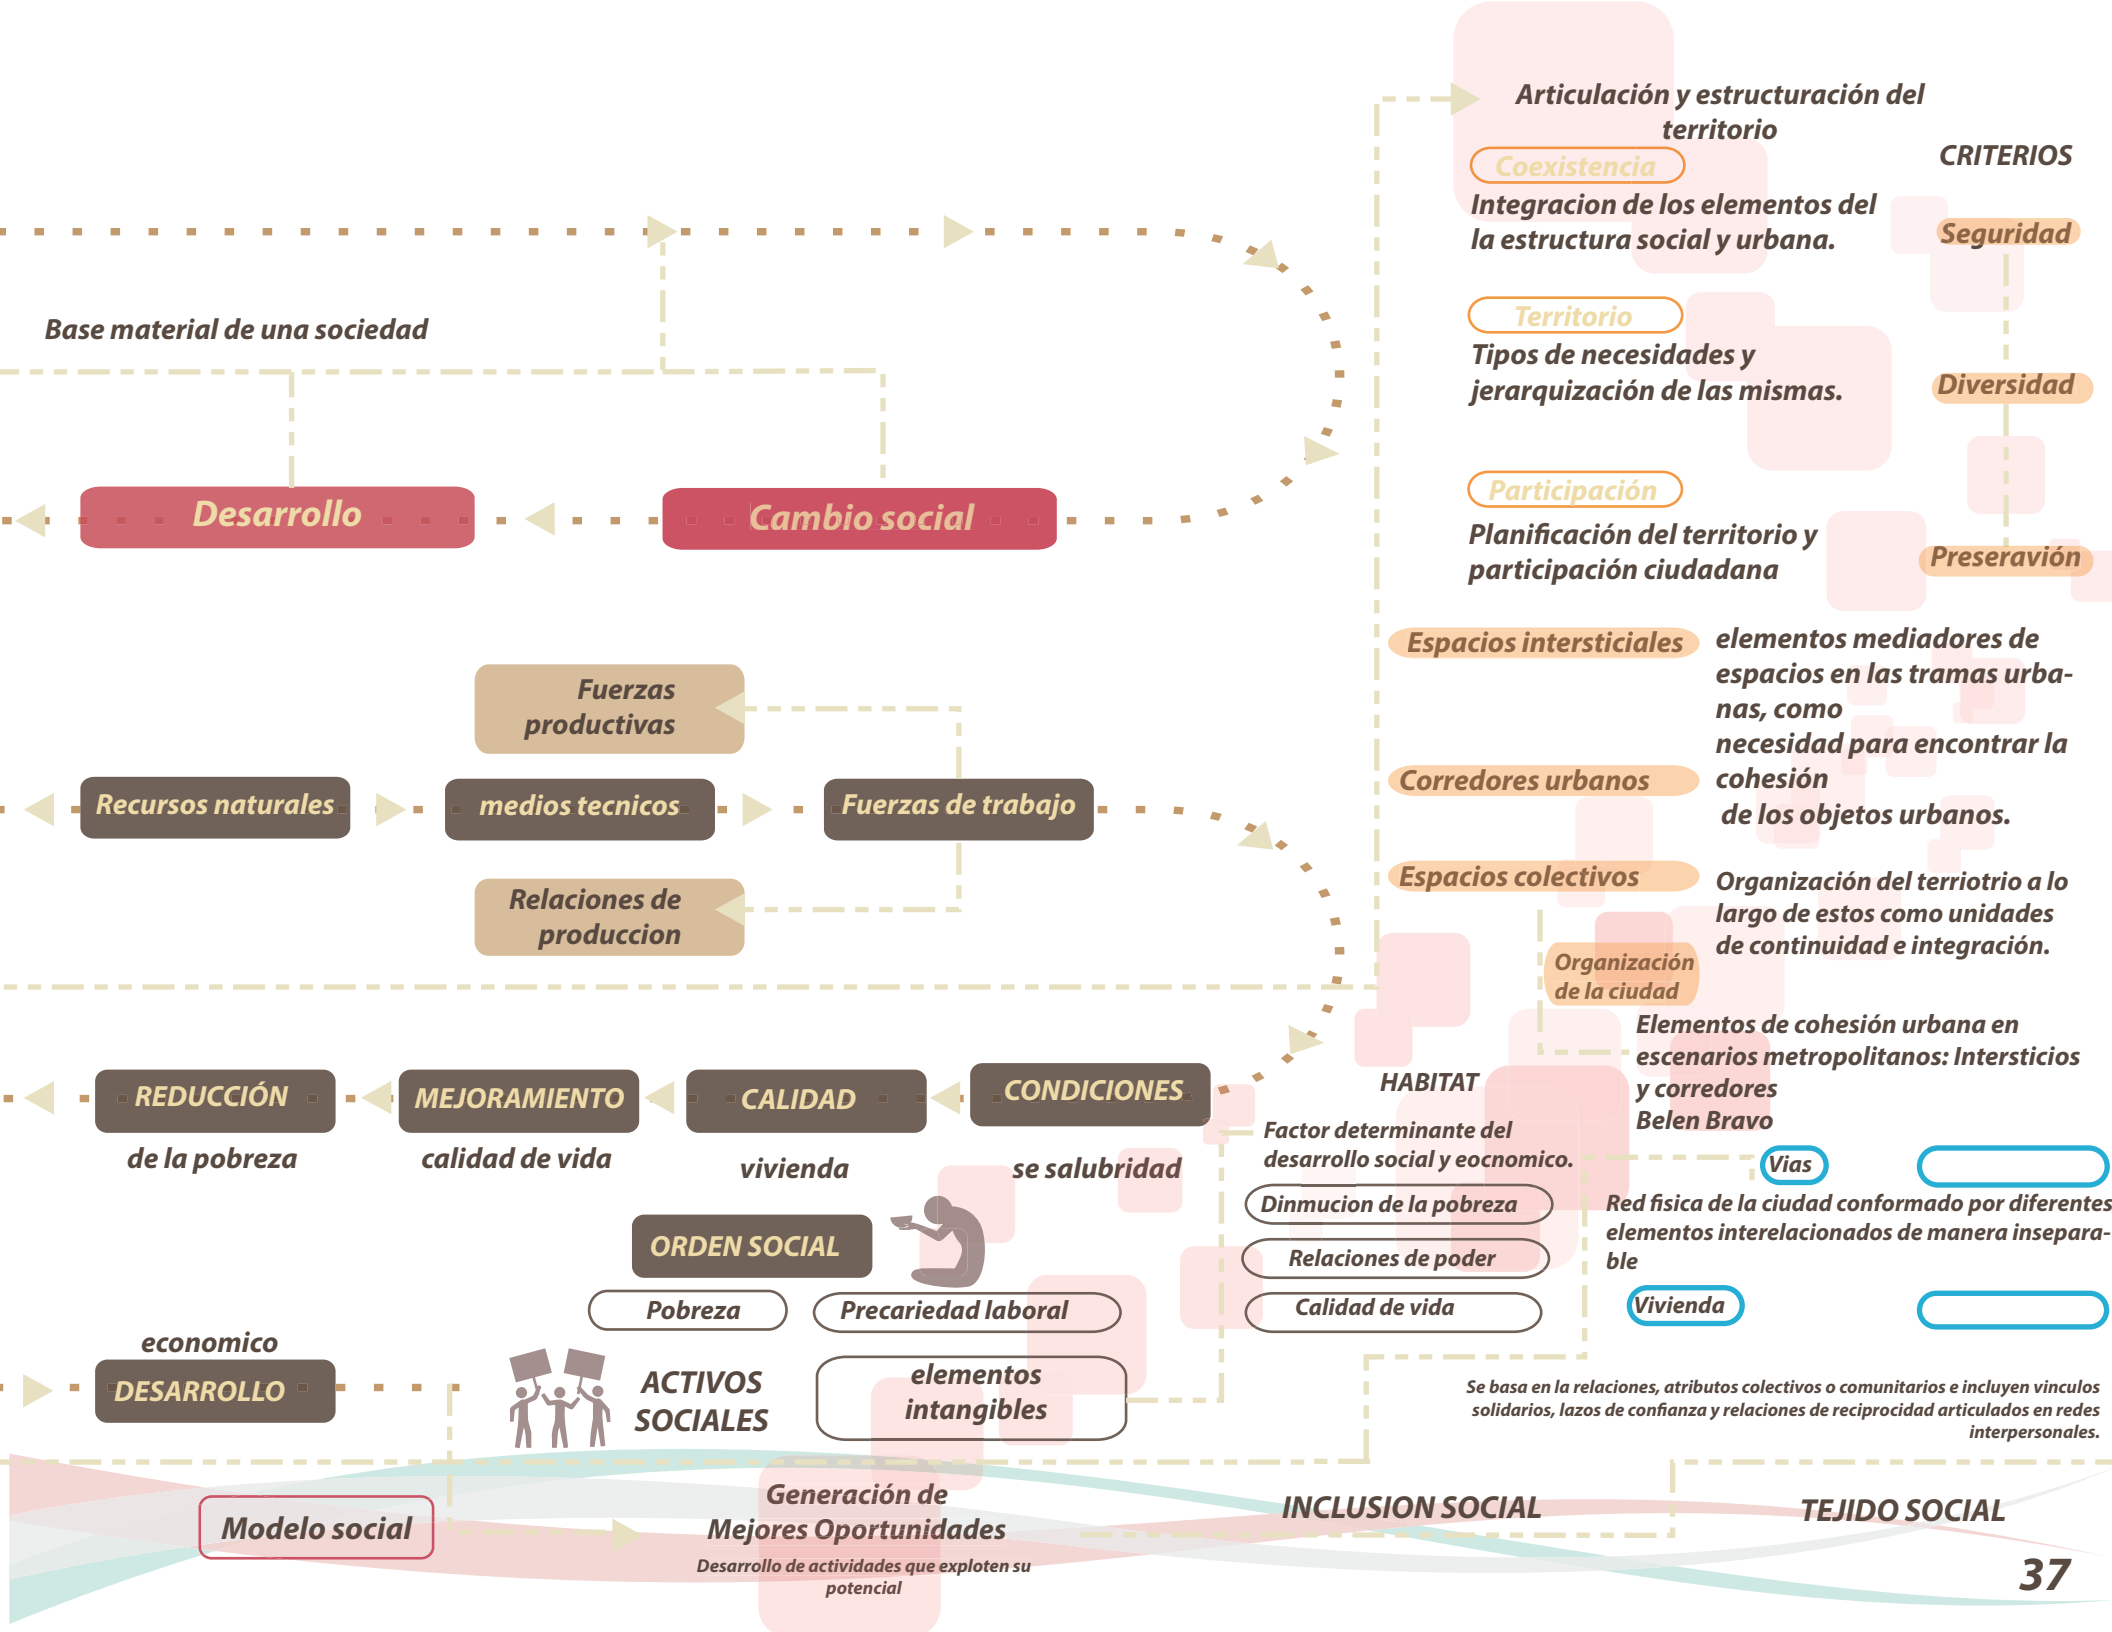 Articulación y estructuración del
territorio
CRITERIOS
Coexistencia
Integracion de los elementos del
la estructura social y urbana.
Seguridad
Base material de una sociedad
Territorio
Tipos de necesidades y
jerarquización de las mismas.
Diversidad
Desarrollo
Cambio social
Participación
Planificación del territorio y
participación ciudadana
Preseravión
Espacios intersticiales
elementos mediadores de
espacios en las tramas urba-
nas, como
necesidad para encontrar la
cohesión
de los objetos urbanos.
Fuerzas
productivas
Corredores urbanos
Recursos naturales
medios tecnicos
Fuerzas de trabajo
Espacios colectivos
Organización del terriotrio a lo
largo de estos como unidades
de continuidad e integración.
Relaciones de
produccion
Organización
de la ciudad
Elementos de cohesión urbana en
escenarios metropolitanos: Intersticios
y corredores
Belen Bravo
REDUCCIÓN
MEJORAMIENTO
CALIDAD
CONDICIONES
de la pobreza
calidad de vida
vivienda
se salubridad
HABITAT
Factor determinante del
desarrollo social y eocnomico.
Dinmucion de la pobreza
Relaciones de poder
Calidad de vida
Vias
Red fisica de la ciudad conformado por diferentes
elementos interelacionados de manera insepara-
ble
Vivienda
ORDEN SOCIAL
Pobreza
Precariedad laboral
economico
DESARROLLO
ACTIVOS
SOCIALES
elementos
intangibles
Se basa en la relaciones, atributos colectivos o comunitarios e incluyen vinculos
solidarios, lazos de confianza y relaciones de reciprocidad articulados en redes
interpersonales.
Modelo social
Generación de
Mejores Oportunidades
Desarrollo de actividades que exploten su
potencial
INCLUSION SOCIAL
TEJIDO SOCIAL
37